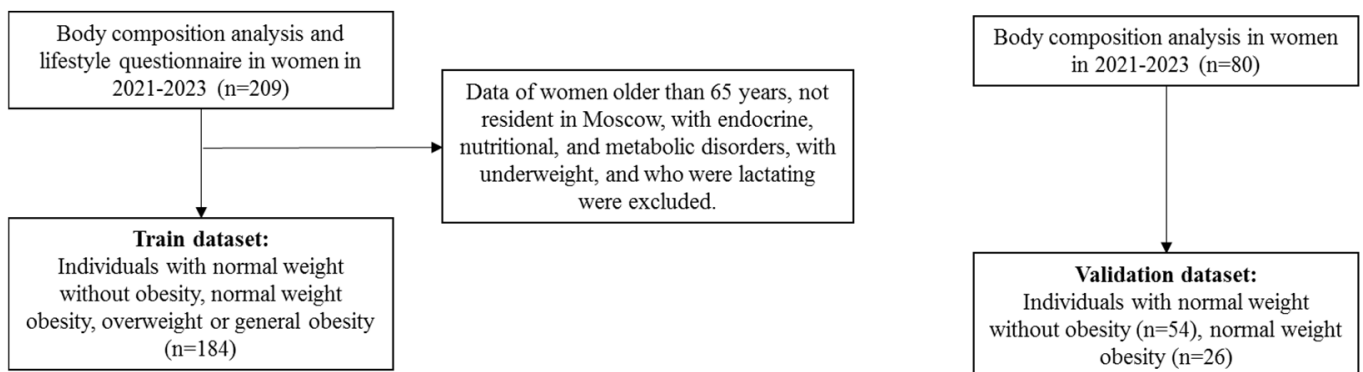 Body composition analysis and
lifestyle questionnaire in women in
2021-2023 (n=209)
Data of women older than 65 years, not
resident in Moscow, with endocrine,
nutritional, and metabolic disorders, with
underweight, and who were lactating
were excluded.
Train dataset:
Individuals with normal weight
without obesity, normal weight
obesity, overweight or general obesity
(n=184)
Body composition analysis in women
in 2021-2023 (n=80)
Validation dataset:
Individuals with normal weight
without obesity (n=54), normal weight
obesity (n=26)